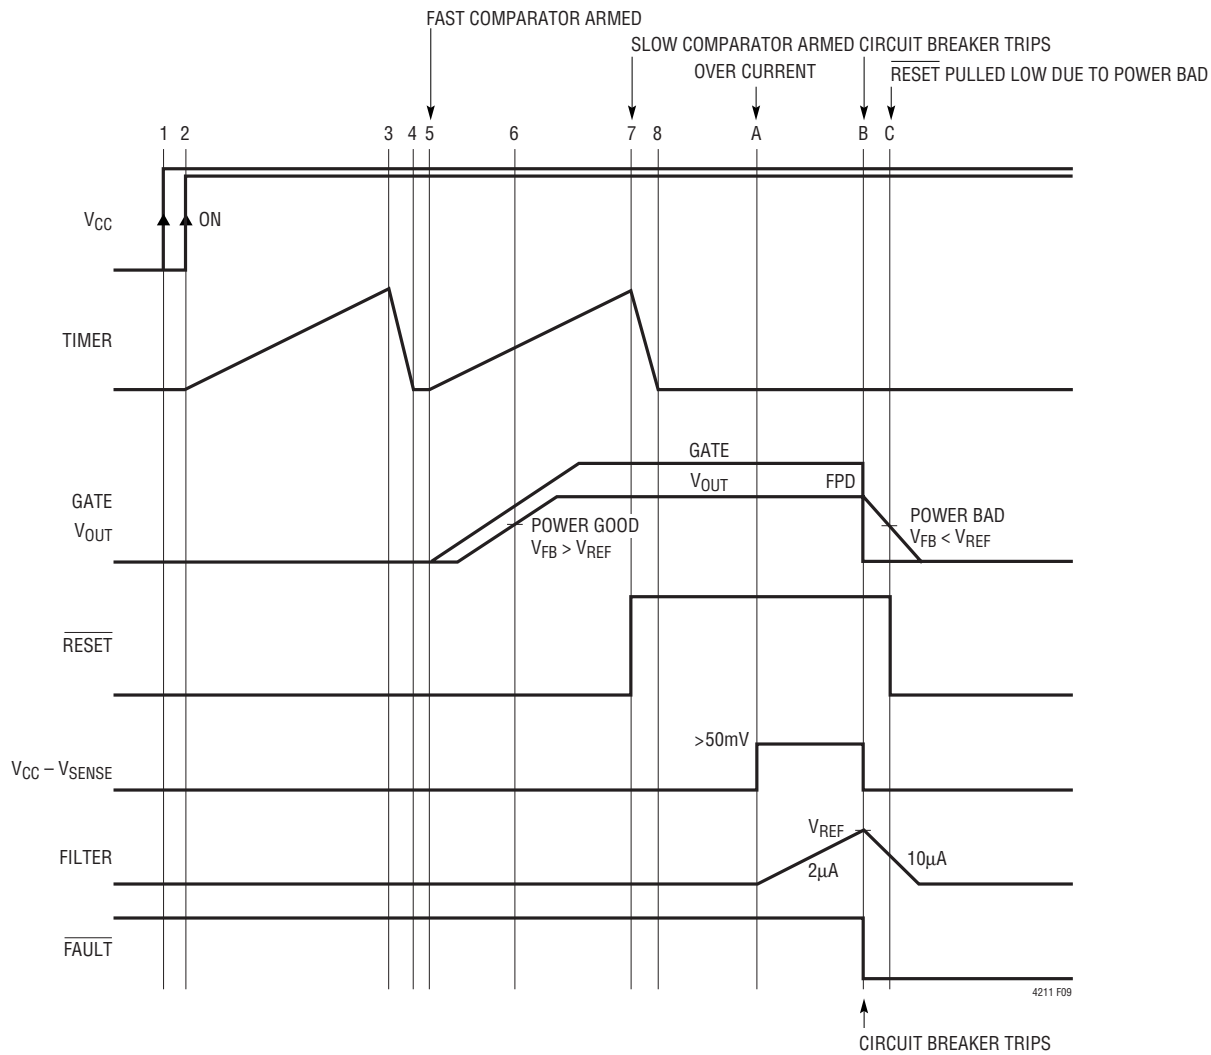 FAST COMPARATOR ARMED
SLOW COMPARATOR ARMED CIRCUIT BREAKER TRIPS
OVER CURRENT
RESET PULLED LOW DUE TO POWER BAD
1 2 3 4 5 6 7 8 A B C
VCC
ON
TIMER
GATE
VOUT
FPD
GATE
VOUT
POWER GOOD
VFB > VREF
POWER BAD
VFB < VREF
RESET
>50mV
VCC – VSENSE
VREF
FILTER
2µA
10µA
FAULT
4211 F09
CIRCUIT BREAKER TRIPS